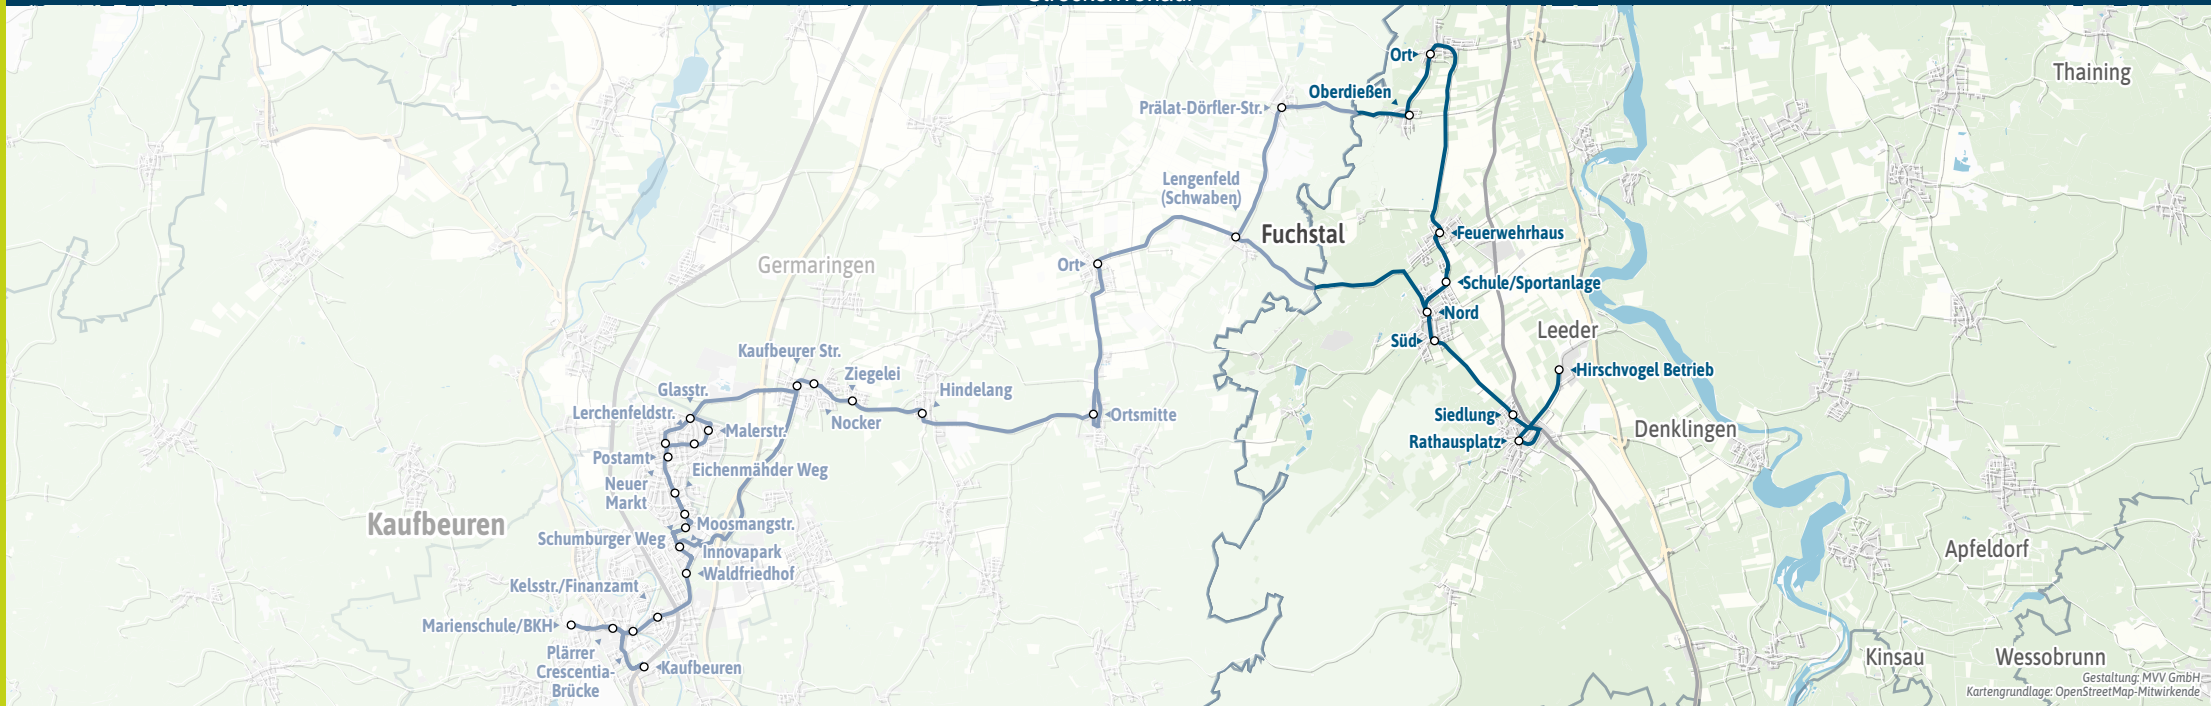 Streckenverlauf
Ort
Thaining
Oberdießen
Prälat-Dörfler-Str.
Lengenfeld
(Schwaben)
Fuchstal
Feuerwehrhaus
Germaringen
Ort
Schule/Sportanlage
Nord
Leeder
Süd
Kaufbeurer Str.
Hirschvogel Betrieb
Ziegelei
Glasstr.
Hindelang
Lerchenfeldstr.
Nocker
Ortsmitte
Siedlung
Malerstr.
Denklingen
Rathausplatz
Postamt
Eichenmähder Weg
Neuer
Markt
Kaufbeuren
Moosmangstr.
Schumburger Weg
Innovapark
Apfeldorf
Waldfriedhof
Kelsstr./Finanzamt
Marienschule/BKH
Plärrer
Crescentia-
Brücke
Kaufbeuren
Kinsau
Wessobrunn
Gestaltung: MVV GmbH
Kartengrundlage: OpenStreetMap-Mitwirkende